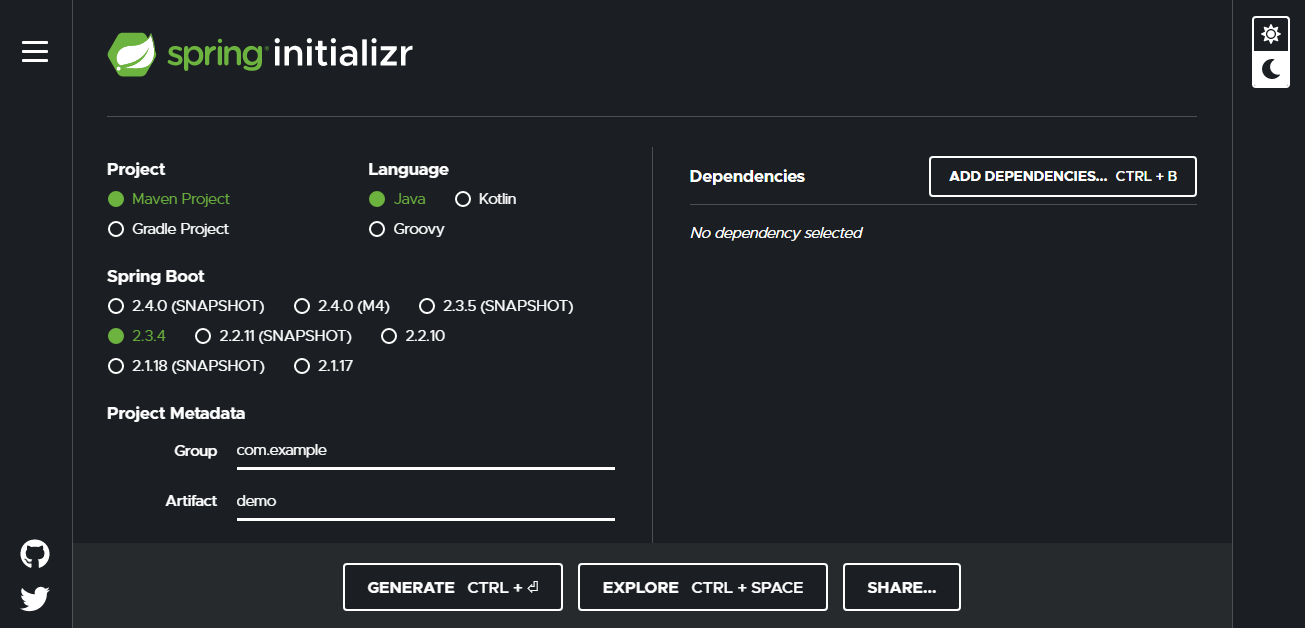 spring initializr
Project
Maven Project
Gradle Project
Language
Java Kotlin
Groovy
Spring Boot
2.4.0 (SNAPSHOT) 2.4.0 (M4) 2.3.5 (SNAPSHOT)
2.3.4 2.2.11 (SNAPSHOT) 2.2.10
2.1.18 (SNAPSHOT) 2.1.17
Project Metadata
Group com.example
Artifact demo
Dependencies
ADD DEPENDENCIES... CTRL + B
No dependency selected
GENERATE CTRL + ⏎
EXPLORE CTRL + SPACE
SHARE...